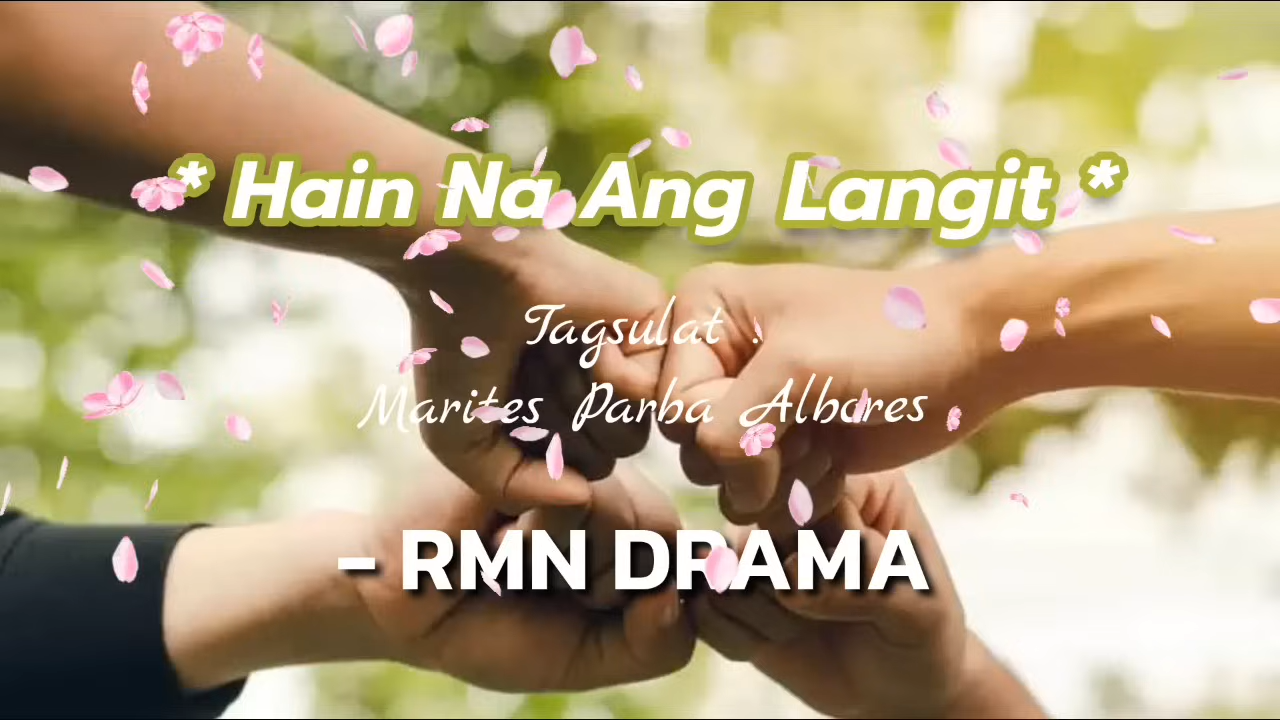 * Hain Na Ang Langit *
Tagsulat :
Marites Parba Albores
- RMN DRAMA